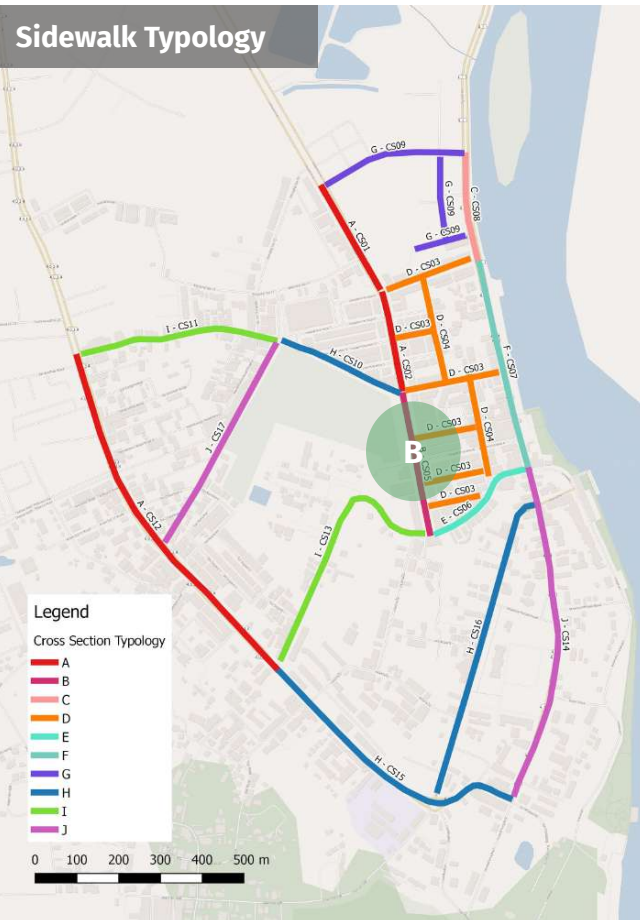 Sidewalk Typology
G - CS09
G - CS09
C - CS08
G - CS09
A - CS01
D - CS03
D - CS03
D - CS04
I - CS11
H - CS10
A - CS02
D - CS03
F - CS07
J - CS17
D - CS03
D - CS04
B
D - CS03
D - CS03
E - CS06
A - CS12
I - CS13
H - CS16
J - CS14
H - CS15
Legend
Cross Section Typology
A
B
C
D
E
F
G
H
I
J
0 100 200 300 400 500 m